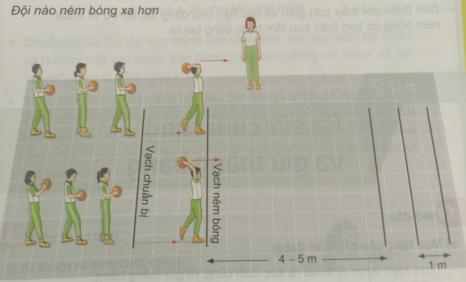 Đội nào ném bóng xa hơn
Vạch chuẩn bị
Vạch ném bóng
4 – 5 m
1 m